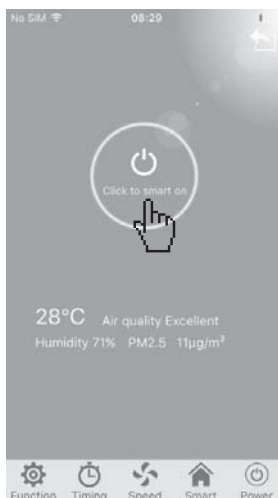 No SIM 08:29
Click to smart on
28°C Air quality Excellent
Humidity 71% PM2.5 11μg/m³
Function Timing Speed Smart Power